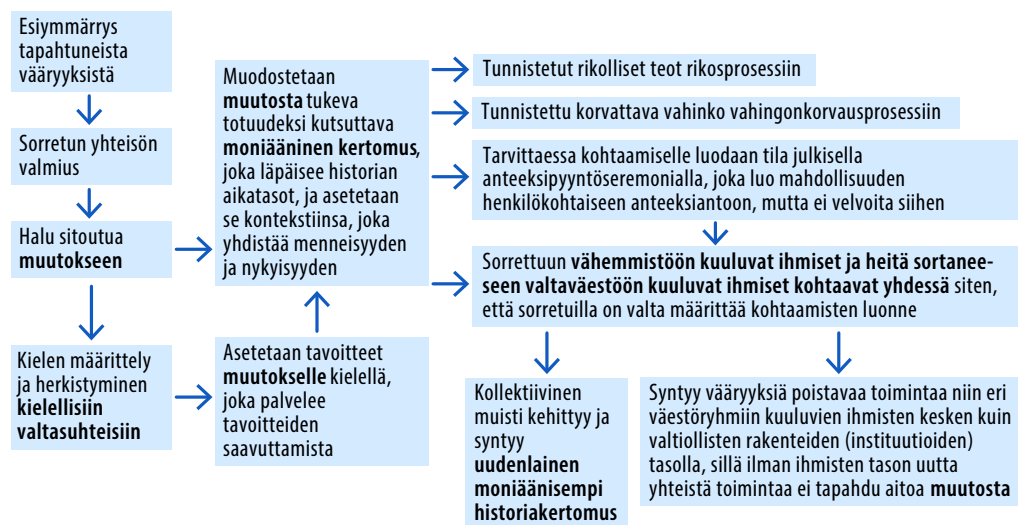 Esiymmärrys
tapahtuneista
vääryyksistä
Sorretun yhteisön
valmius
Halu sitoutua
muutokseen
Kielen määrittely
ja herkistyminen
kielellisiin
valtasuhteisiin
Muodostetaan
muutosta tukeva
totuudeksi kutsuttava
moniääninen kertomus,
joka läpäisee historian
aikatasot, ja asetetaan
se kontekstiinsa, joka
yhdistää menneisyyden
ja nykyisyyden
Asetetaan tavoitteet
muutokselle kielellä,
joka palvelee
tavoitteiden
saavuttamista
Tunnistetut rikolliset teot rikosprosessiin
Tunnistettu korvattava vahinko vahingonkorvausprosessiin
Tarvittaessa kohtaamiselle luodaan tila julkisella
anteeksipyyntöseremonialla, joka luo mahdollisuuden
henkilökohtaiseen anteeksiantoon, mutta ei velvoita siihen
Sorrettuun vähemmistöön kuuluvat ihmiset ja heitä sortanee-
seen valtaväestöön kuuluvat ihmiset kohtaavat yhdessä siten,
että sorretuilla on valta määrittää kohtaamisten luonne
Kollektiivinen
muisti kehittyy ja
syntyy
uudenlainen
moniäänisempi
historiakertomus
Syntyy vääryyksiä poistavaa toimintaa niin eri
väestöryhmiin kuuluvien ihmisten kesken kuin
valtiollisten rakenteiden (instituutioiden)
tasolla, sillä ilman ihmisten tason uutta
yhteistä toimintaa ei tapahdu aitoa muutosta